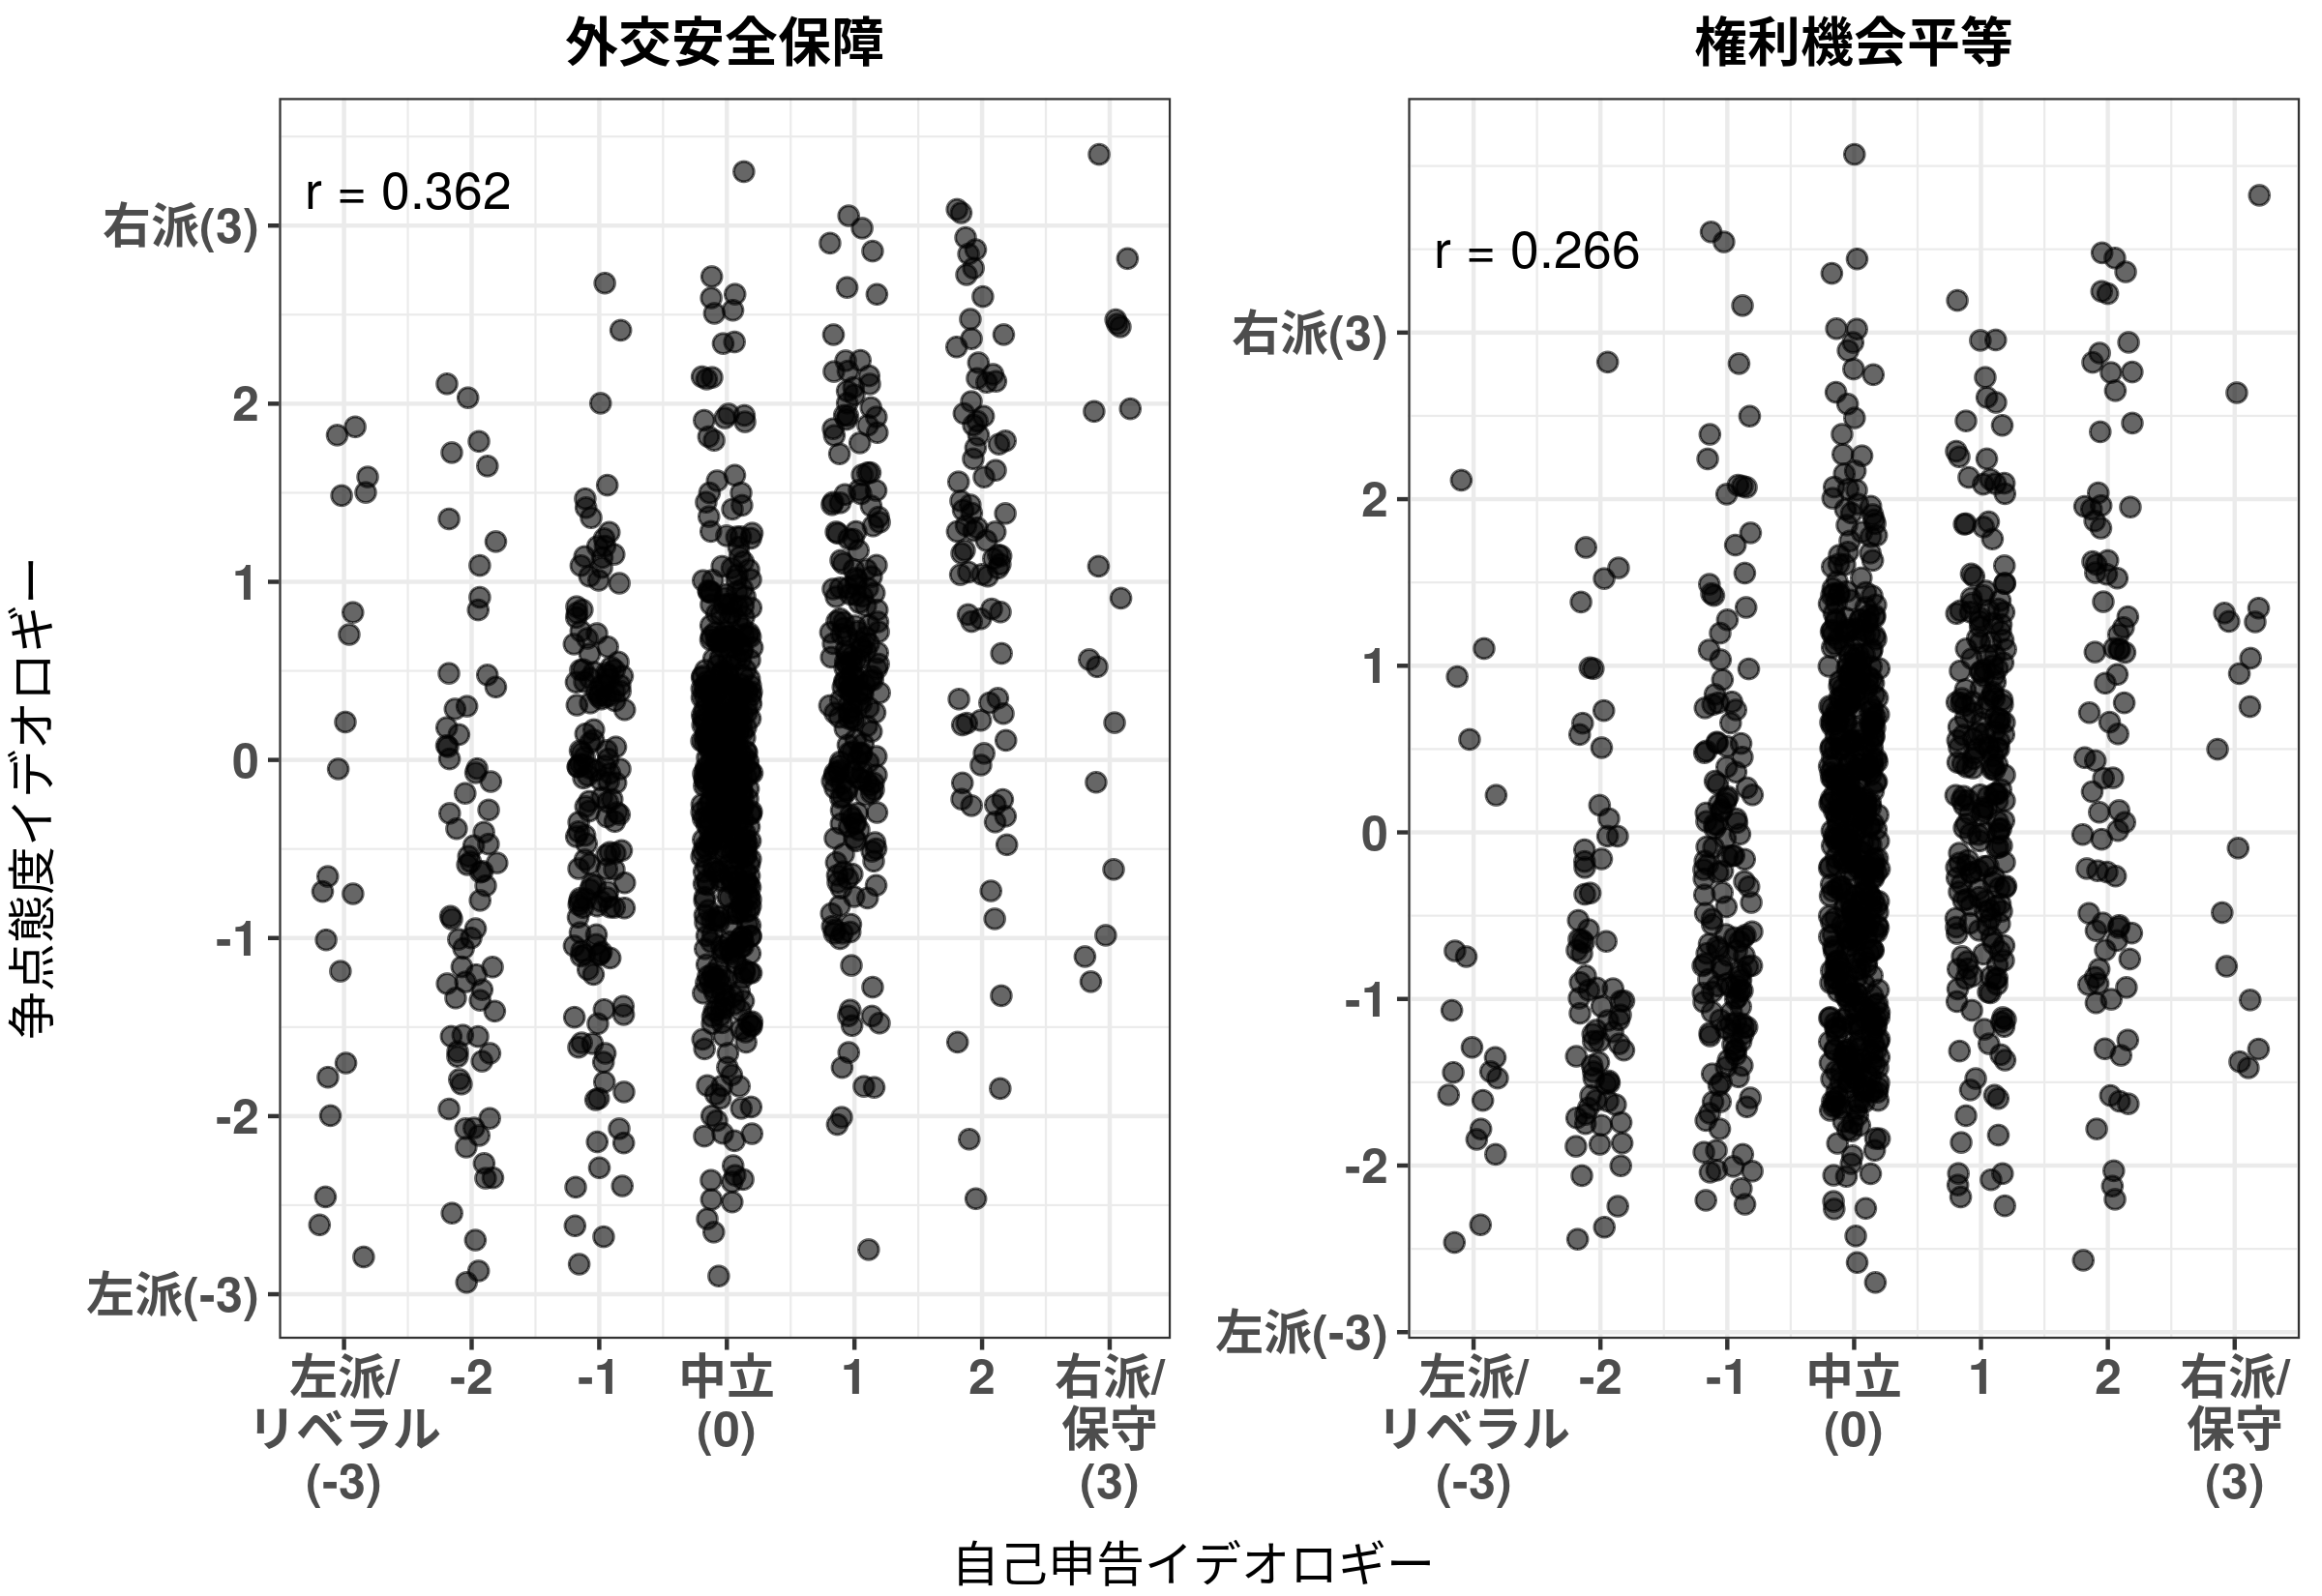 外交安全保障
権利機会平等
争点態度イデオロギー
r = 0.362
右派(3)
2
1
0
-1
-2
左派(-3)
左派/
リベラル
(-3)
-2
-1
中立
(0)
1
2
右派/
保守
(3)
r = 0.266
右派(3)
2
1
0
-1
-2
左派(-3)
左派/
リベラル
(-3)
-2
-1
中立
(0)
1
2
右派/
保守
(3)
自己申告イデオロギー